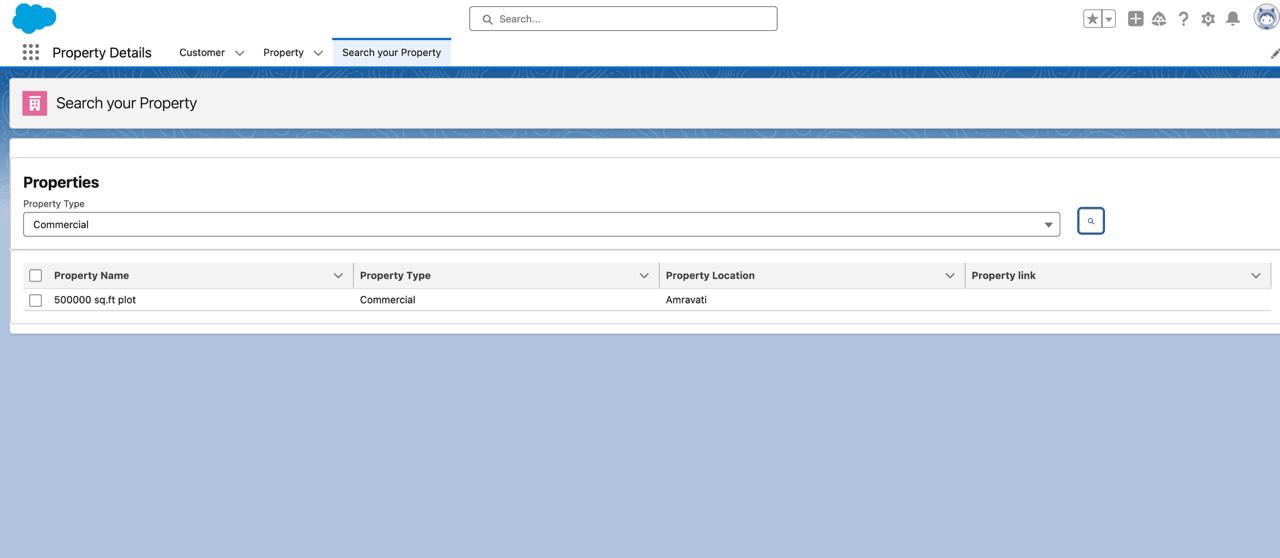 Search...
Property Details Customer Property Search your Property
Search your Property
Properties
Property Type
Commercial
Property Name Property Type Property Location Property link
500000 sq.ft plot Commercial Amravati